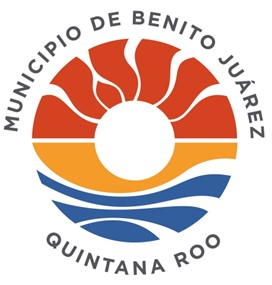 MUNICIPIO DE BENITO JUÁREZ
QUINTANA ROO